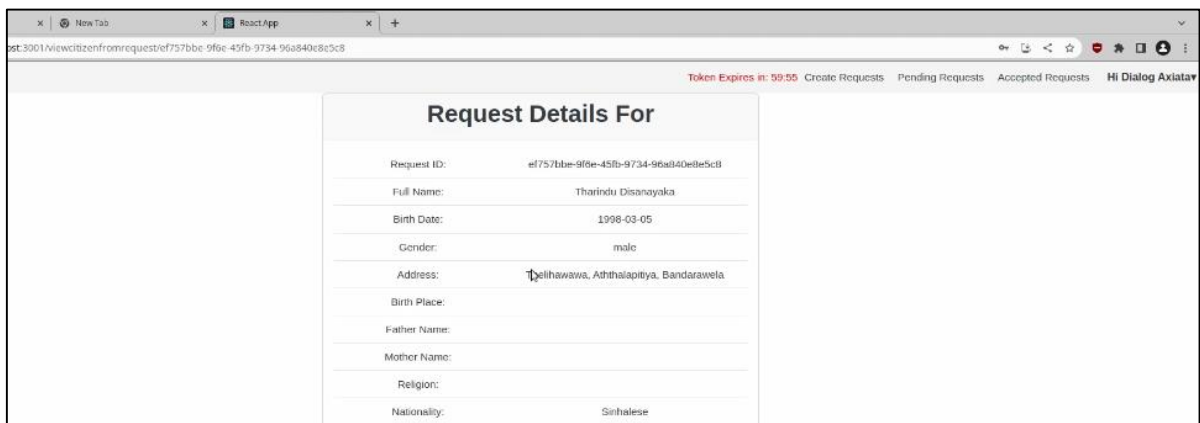 New Tab React App
ost:3001/viewcitizenfromrequest/ef757bbe-9f6e-45fb-9734-96a840e8e5c8
Token Expires in: 59:55 Create Requests Pending Requests Accepted Requests Hi Dialog Axiata▾
Request Details For
Request ID: ef757bbe-9f6e-45fb-9734-96a840e8e5c8
Full Name: Tharindu Disanayaka
Birth Date: 1998-03-05
Gender: male
Address: Aththalapitiya, Bandarawela
Birth Place:
Father Name:
Mother Name:
Religion:
Nationality: Sinhalese